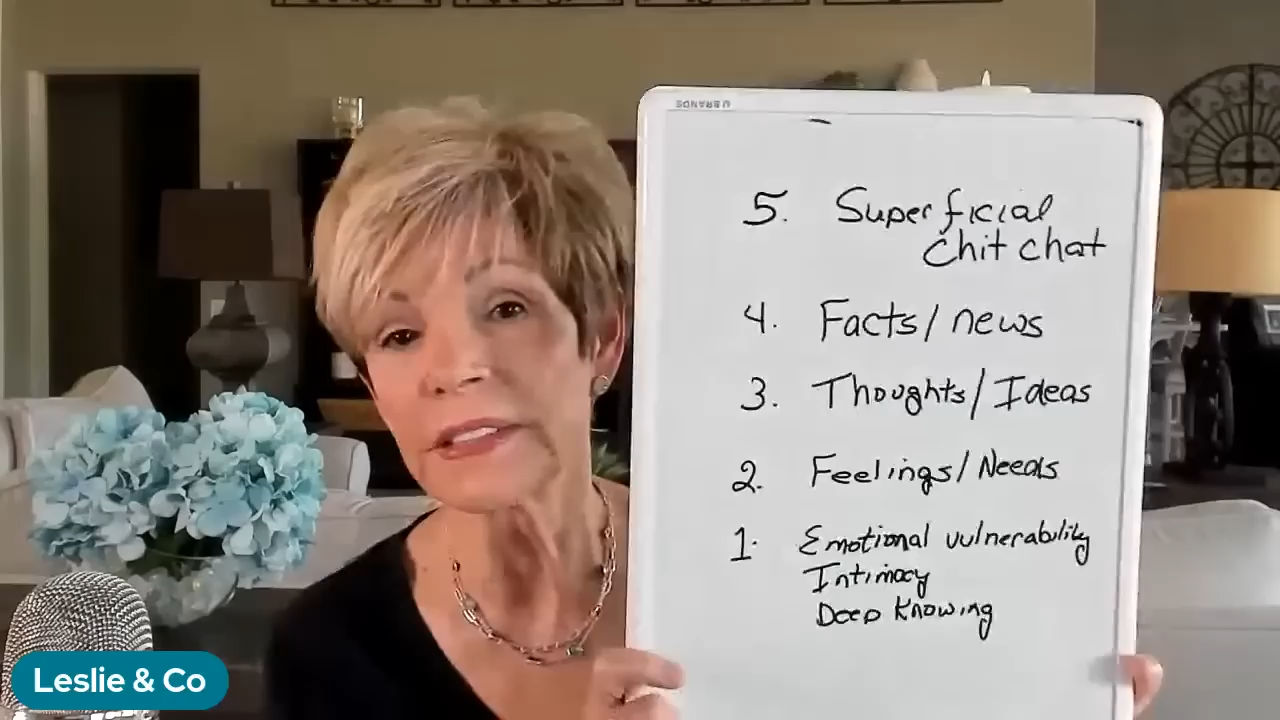 U BRANDS
5. Superficial
chit chat
4. Facts/news
3. Thoughts/Ideas
2. Feelings/Needs
1. Emotional vulnerability
Intimacy
Deep Knowing
Leslie & Co